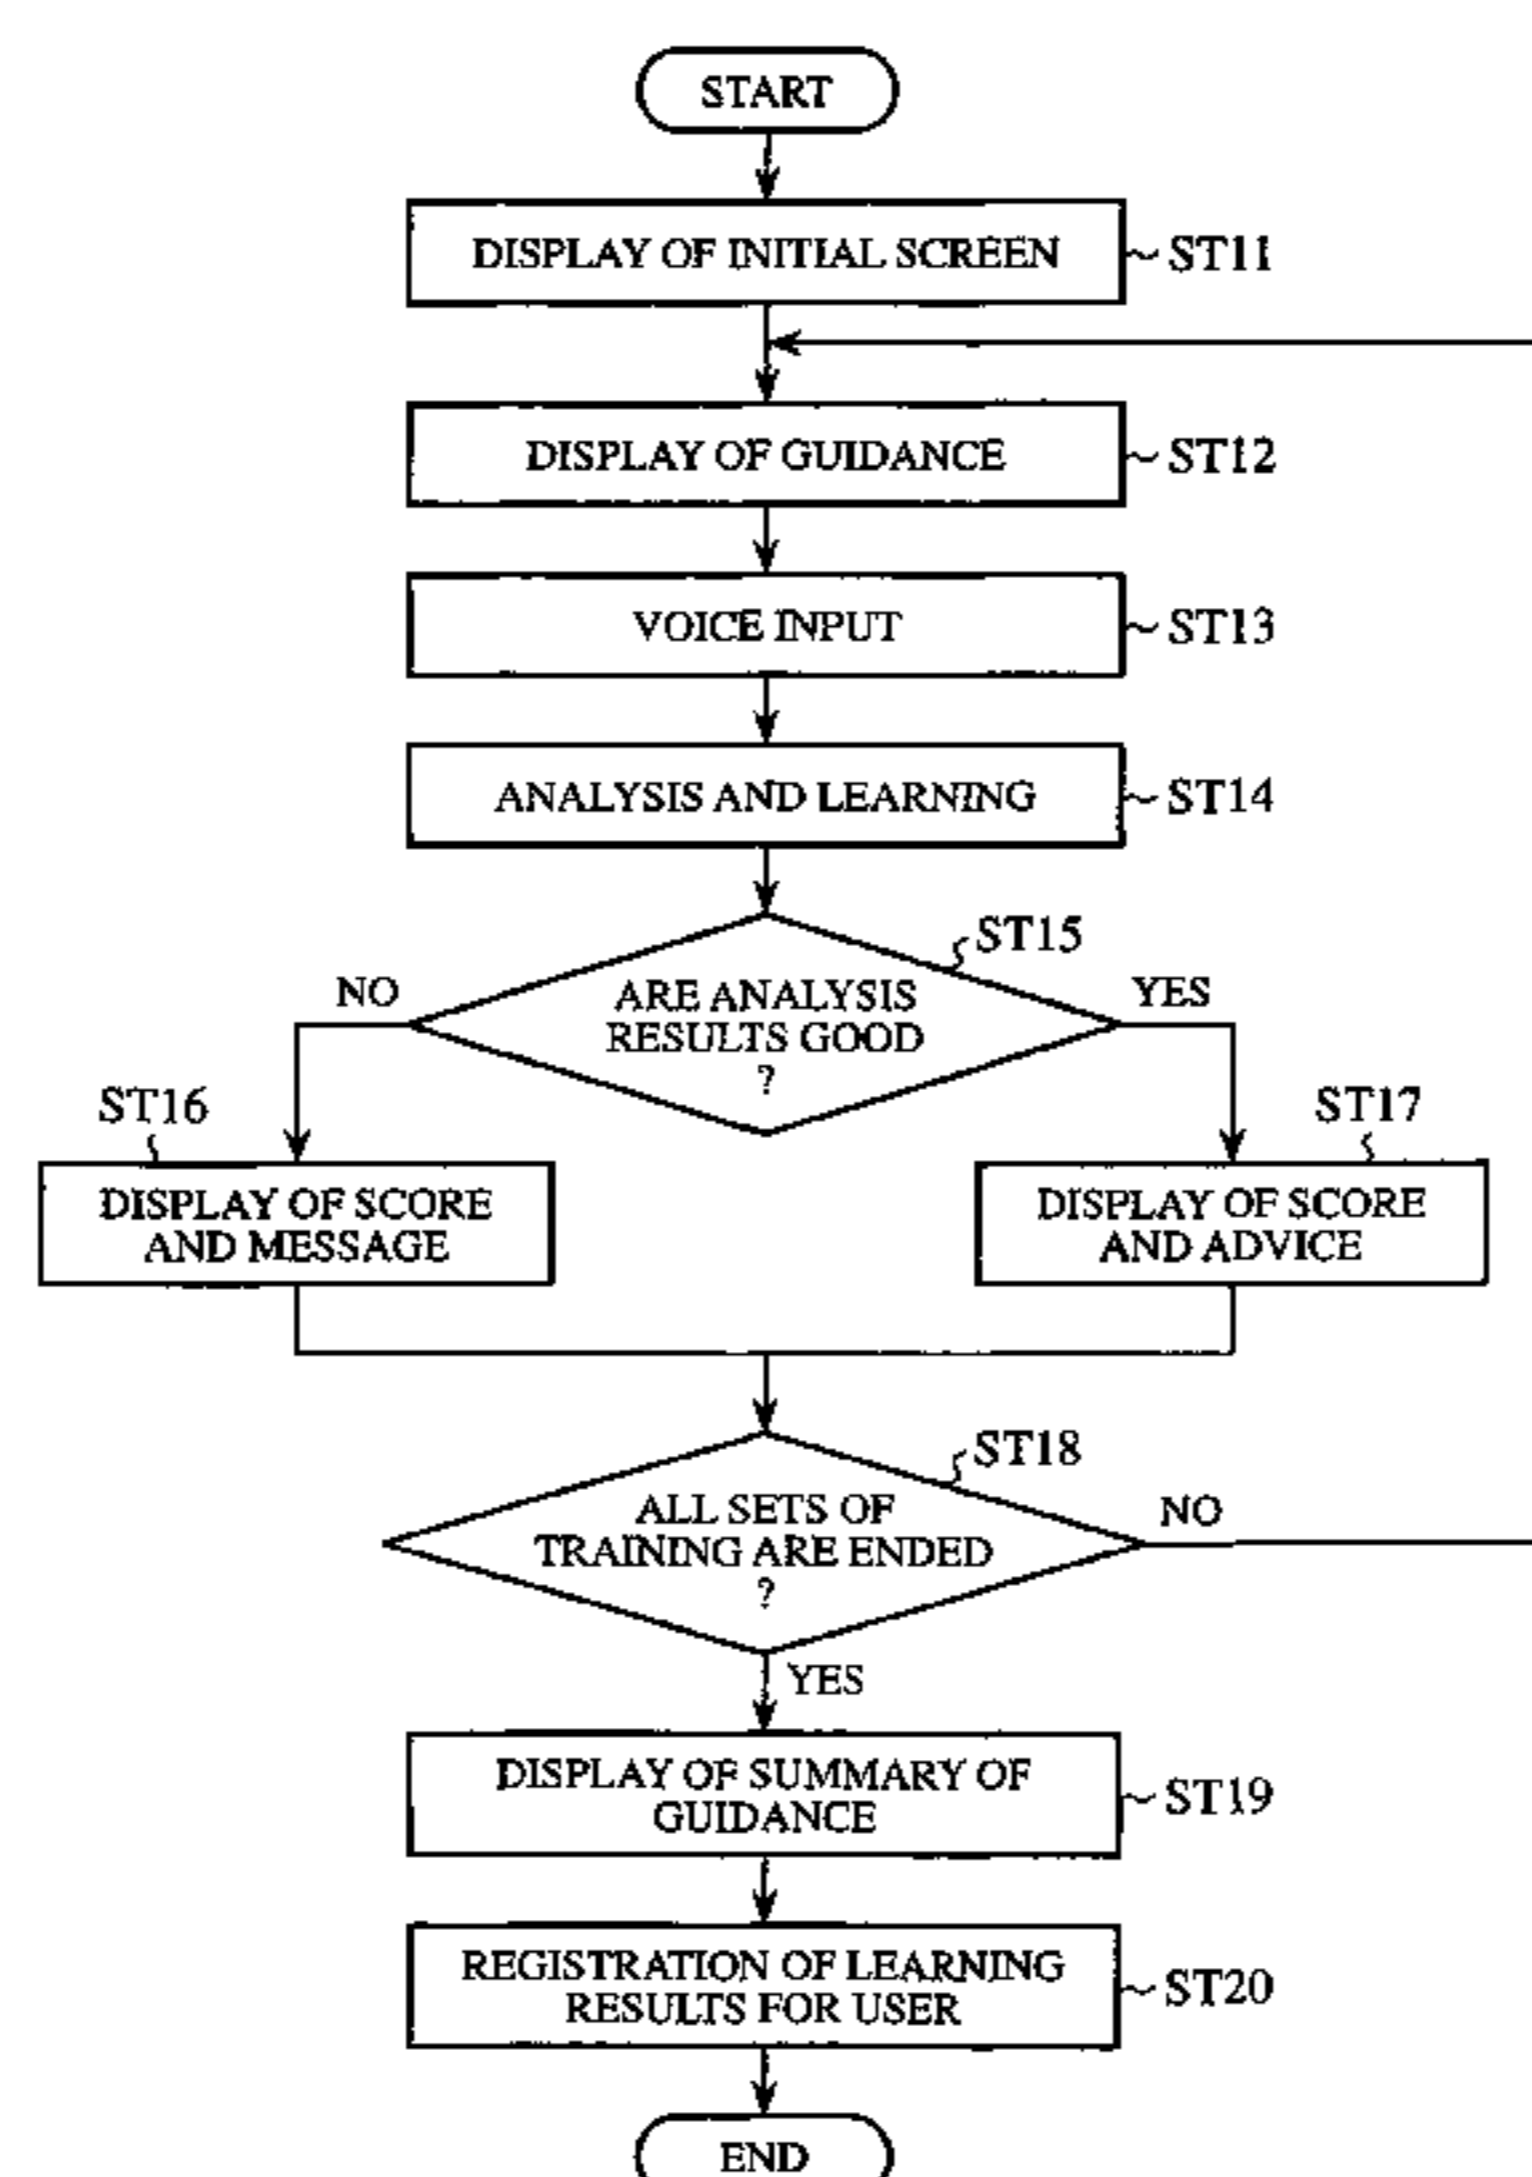 START
DISPLAY OF INITIAL SCREEN
ST11
DISPLAY OF GUIDANCE
ST12
VOICE INPUT
ST13
ANALYSIS AND LEARNING
ST14
ST15
NO
ARE ANALYSIS
RESULTS GOOD
?
YES
ST16
DISPLAY OF SCORE
AND MESSAGE
ST17
DISPLAY OF SCORE
AND ADVICE
ST18
ALL SETS OF
TRAINING ARE ENDED
?
NO
YES
DISPLAY OF SUMMARY OF
GUIDANCE
ST19
REGISTRATION OF LEARNING
RESULTS FOR USER
ST20
END